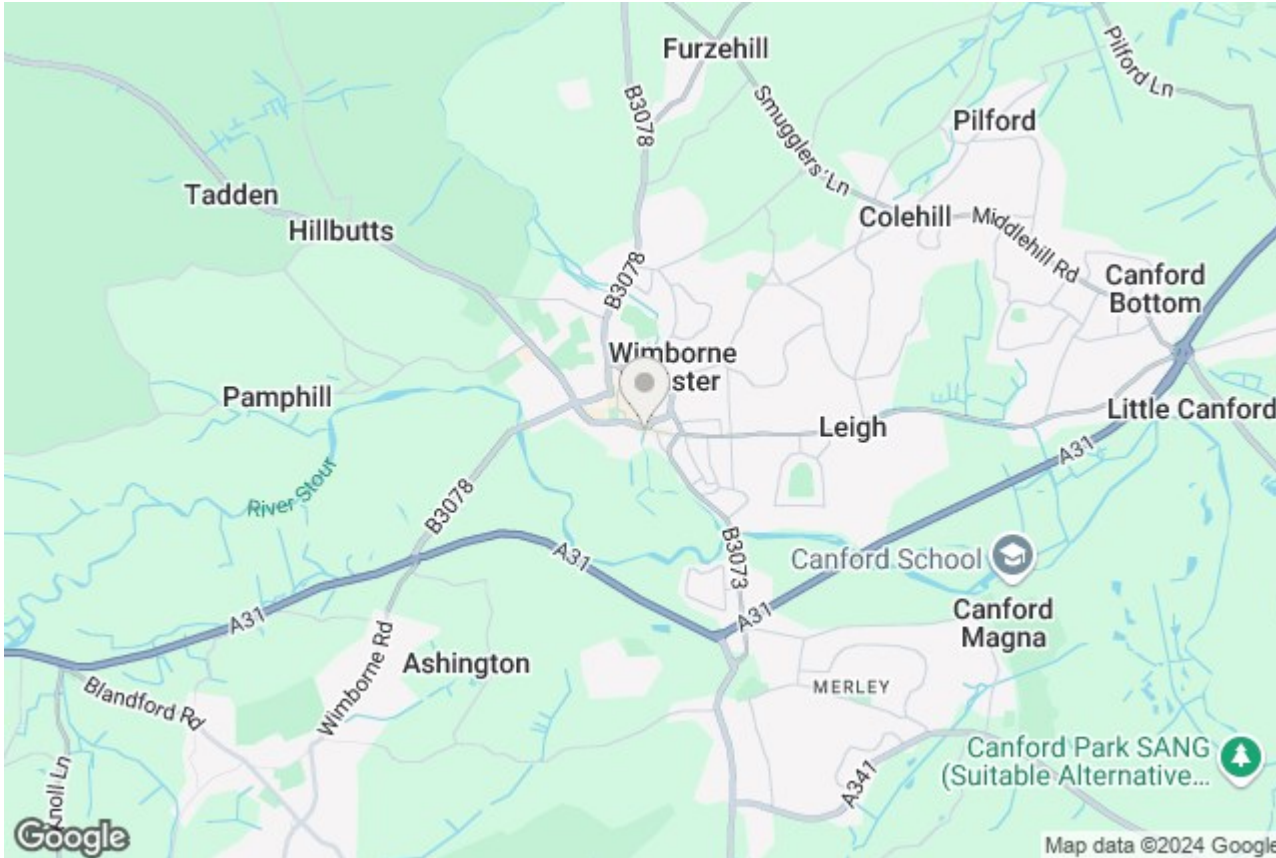 Furzehill
Pilford Ln
B3078
Smugglers' Ln
Pilford
Tadden
Hillbutts
Colehill
Middlehill Rd
B3078
Canford
Bottom
Wimborne
ster
Pamphill
Leigh
Little Canford
A31
River Stour
B3078
B3073
A31
Canford School
A31
A31
Canford
Magna
Ashington
Wimborne Rd
MERLEY
Blandford Rd
Canford Park SANG
(Suitable Alternative...
Knoll Ln
A341
Google
Map data ©2024 Google